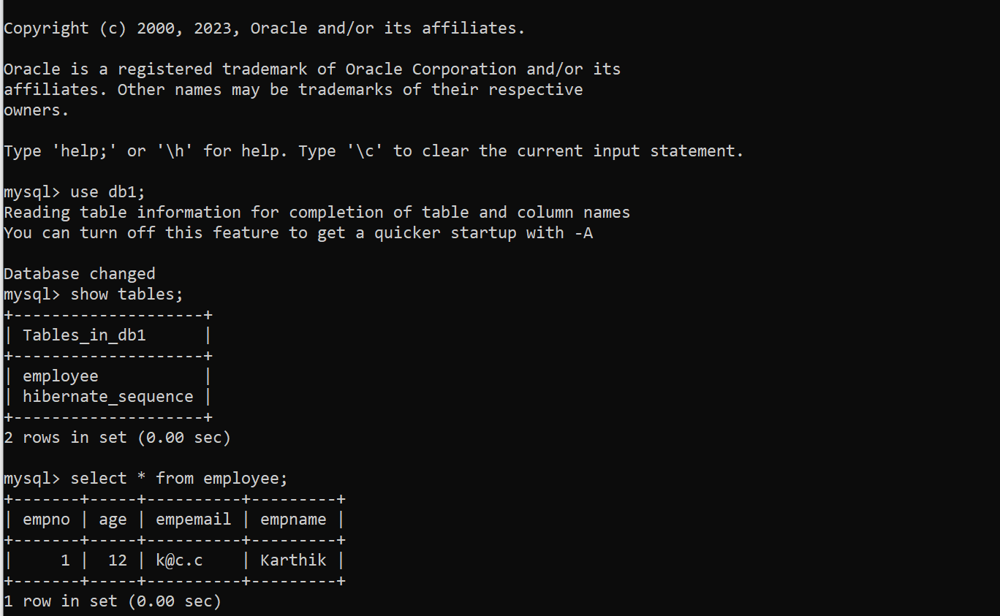 Copyright (c) 2000, 2023, Oracle and/or its affiliates.
Oracle is a registered trademark of Oracle Corporation and/or its
affiliates. Other names may be trademarks of their respective
owners.
Type 'help;' or '\h' for help. Type '\c' to clear the current input statement.
mysql> use db1;
Reading table information for completion of table and column names
You can turn off this feature to get a quicker startup with -A
Database changed
mysql> show tables;
+--------------------+
| Tables_in_db1      |
+--------------------+
| employee           |
| hibernate_sequence |
+--------------------+
2 rows in set (0.00 sec)
mysql> select * from employee;
+-------+-----+----------+---------+
| empno | age | empemail | empname |
+-------+-----+----------+---------+
|     1 |  12 | k@c.c    | Karthik |
+-------+-----+----------+---------+
1 row in set (0.00 sec)